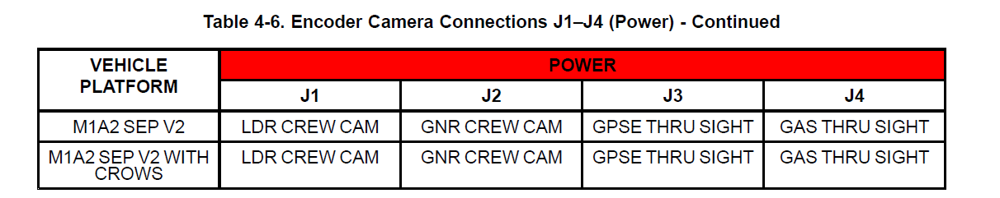 Table 4-6. Encoder Camera Connections J1–J4 (Power) - Continued
VEHICLE PLATFORM POWER
J1 J2 J3 J4
M1A2 SEP V2 LDR CREW CAM GNR CREW CAM GPSE THRU SIGHT GAS THRU SIGHT
M1A2 SEP V2 WITH LDR CREW CAM GNR CREW CAM GPSE THRU SIGHT GAS THRU SIGHT
CROWS